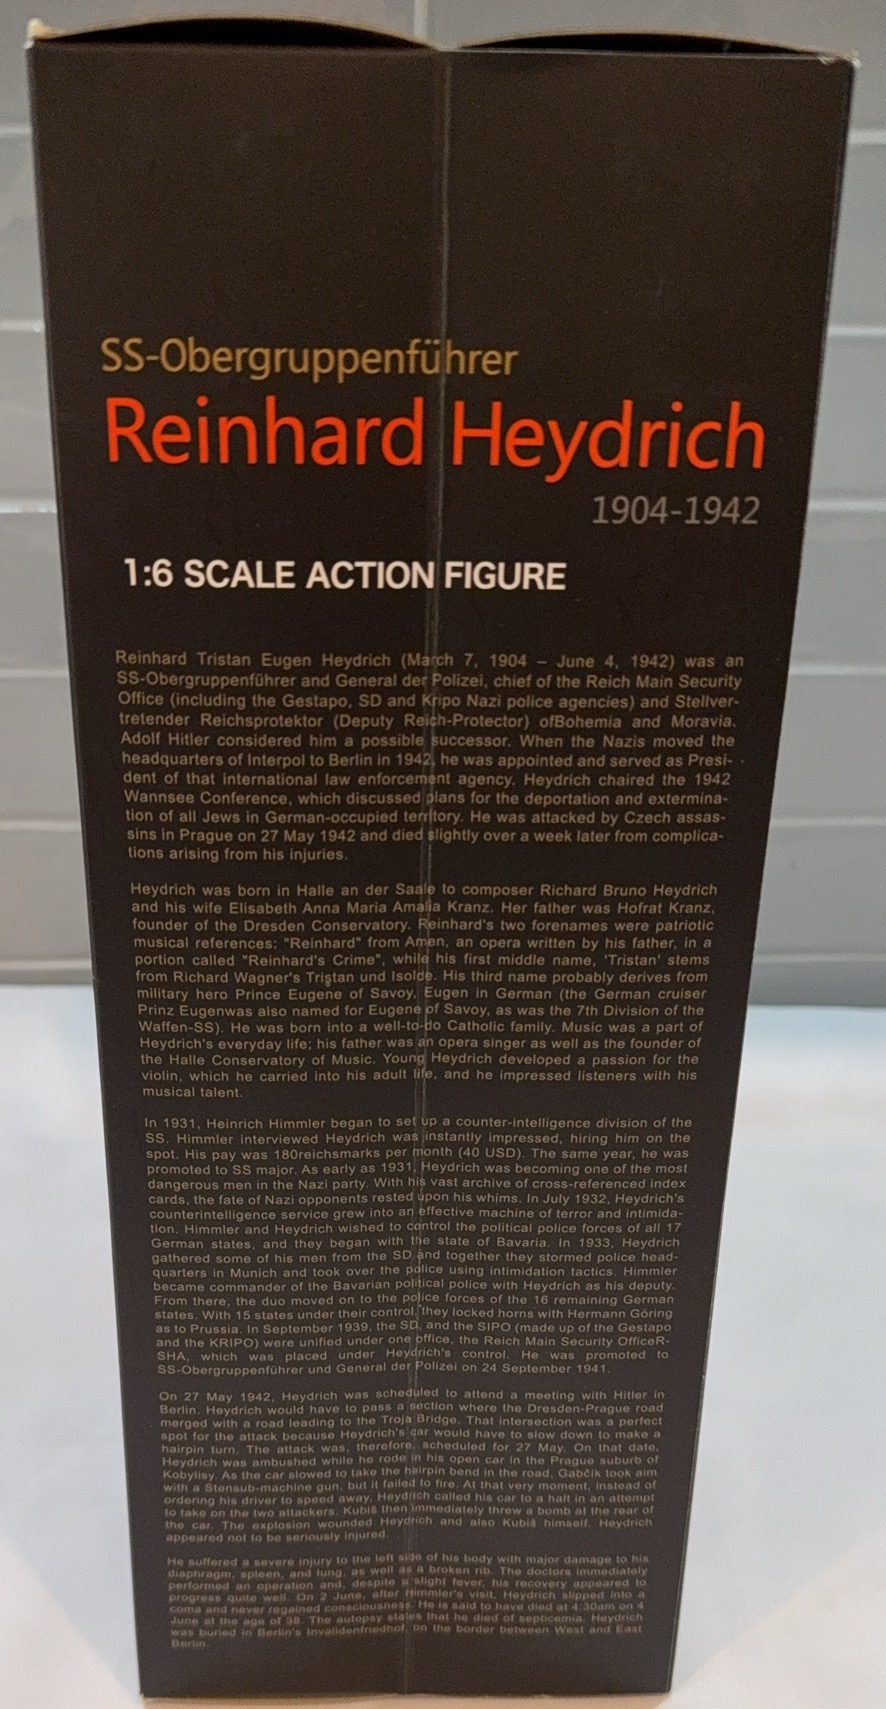 SS-Obergruppenführer
Reinhard Heydrich
1904-1942
1:6 SCALE ACTION FIGURE
Reinhard Tristan Eugen Heydrich (March 7, 1904 – June 4, 1942) was an
SS-Obergruppenführer and General der Polizei, chief of the Reich Main Security
Office (including the Gestapo, SD and Kripo Nazi police agencies) and Stellver-
tretender Reichsprotektor (Deputy Reich-Protector) ofBohemia and Moravia.
Adolf Hitler considered him a possible successor. When the Nazis moved the
headquarters of Interpol to Berlin in 1942, he was appointed and served as Presi-
dent of that international law enforcement agency. Heydrich chaired the 1942
Wannsee Conference, which discussed plans for the deportation and extermina-
tion of all Jews in German-occupied territory. He was attacked by Czech assas-
sins in Prague on 27 May 1942 and died slightly over a week later from complica-
tions arising from his injuries.
Heydrich was born in Halle an der Saale to composer Richard Bruno Heydrich
and his wife Elisabeth Anna Maria Amalia Kranz. Her father was Hofrat Kranz,
founder of the Dresden Conservatory. Reinhard's two forenames were patriotic
musical references: "Reinhard" from Amen, an opera written by his father, in a
portion called "Reinhard's Crime", while his first middle name, 'Tristan' stems
from Richard Wagner's Tristan und Isolde. His third name probably derives from
military hero Prince Eugene of Savoy, Eugen in German (the German cruiser
Prinz Eugenwas also named for Eugene of Savoy, as was the 7th Division of the
Waffen-SS). He was born into a well-to-do Catholic family. Music was a part of
Heydrich's everyday life; his father was an opera singer as well as the founder of
the Halle Conservatory of Music. Young Heydrich developed a passion for the
violin, which he carried into his adult life, and he impressed listeners with his
musical talent.
In 1931, Heinrich Himmler began to set up a counter-intelligence division of the
SS. Himmler interviewed Heydrich was instantly impressed, hiring him on the
spot. His pay was 180reichsmarks per month (40 USD). The same year, he was
promoted to SS major. As early as 1931, Heydrich was becoming one of the most
dangerous men in the Nazi party. With his vast archive of cross-referenced index
cards, the fate of Nazi opponents rested upon his whims. In July 1932, Heydrich's
counterintelligence service grew into an effective machine of terror and intimida-
tion. Himmler and Heydrich wished to control the political police forces of all 17
German states, and they began with the state of Bavaria. In 1933, Heydrich
gathered some of his men from the SD and together they stormed police head-
quarters in Munich and took over the police using intimidation tactics. Himmler
became commander of the Bavarian political police with Heydrich as his deputy.
From there, the duo moved on to the police forces of the 16 remaining German
states. With 15 states under their control, they locked horns with Hermann Göring
as to Prussia. In September 1939, the SD, and the SIPO (made up of the Gestapo
and the KRIPO) were unified under one office, the Reich Main Security OfficeR-
SHA, which was placed under Heydrich's control. He was promoted to
SS-Obergruppenführer und General der Polizei on 24 September 1941.
On 27 May 1942, Heydrich was scheduled to attend a meeting with Hitler in
Berlin. Heydrich would have to pass a section where the Dresden-Prague road
merged with a road leading to the Troja Bridge. That intersection was a perfect
spot for the attack because Heydrich's car would have to slow down to make a
hairpin turn. The attack was, therefore, scheduled for 27 May. On that date,
Heydrich was ambushed while he rode in his open car in the Prague suburb of
Kobylisy. As the car slowed to take the hairpin bend in the road, Gabčík took aim
with a Stensub-machine gun, but it failed to fire. At that very moment, instead of
ordering his driver to speed away, Heydrich called his car to a halt in an attempt
to take on the two attackers. Kubiš then immediately threw a bomb at the rear of
the car. The explosion wounded Heydrich and also Kubiš himself. Heydrich
appeared not to be seriously injured.
He suffered a severe injury to the left side of his body with major damage to his
diaphragm, spleen, and lung, as well as a broken rib. The doctors immediately
performed an operation and, despite a slight fever, his recovery appeared to
progress quite well. On 2 June, after Himmler's visit, Heydrich slipped into a
coma and never regained consciousness. He is said to have died at 4:30am on 4
June at the age of 38. The autopsy states that he died of septicemia. Heydrich
was buried in Berlin's Invalidenfriedhof, on the border between West and East
Berlin.